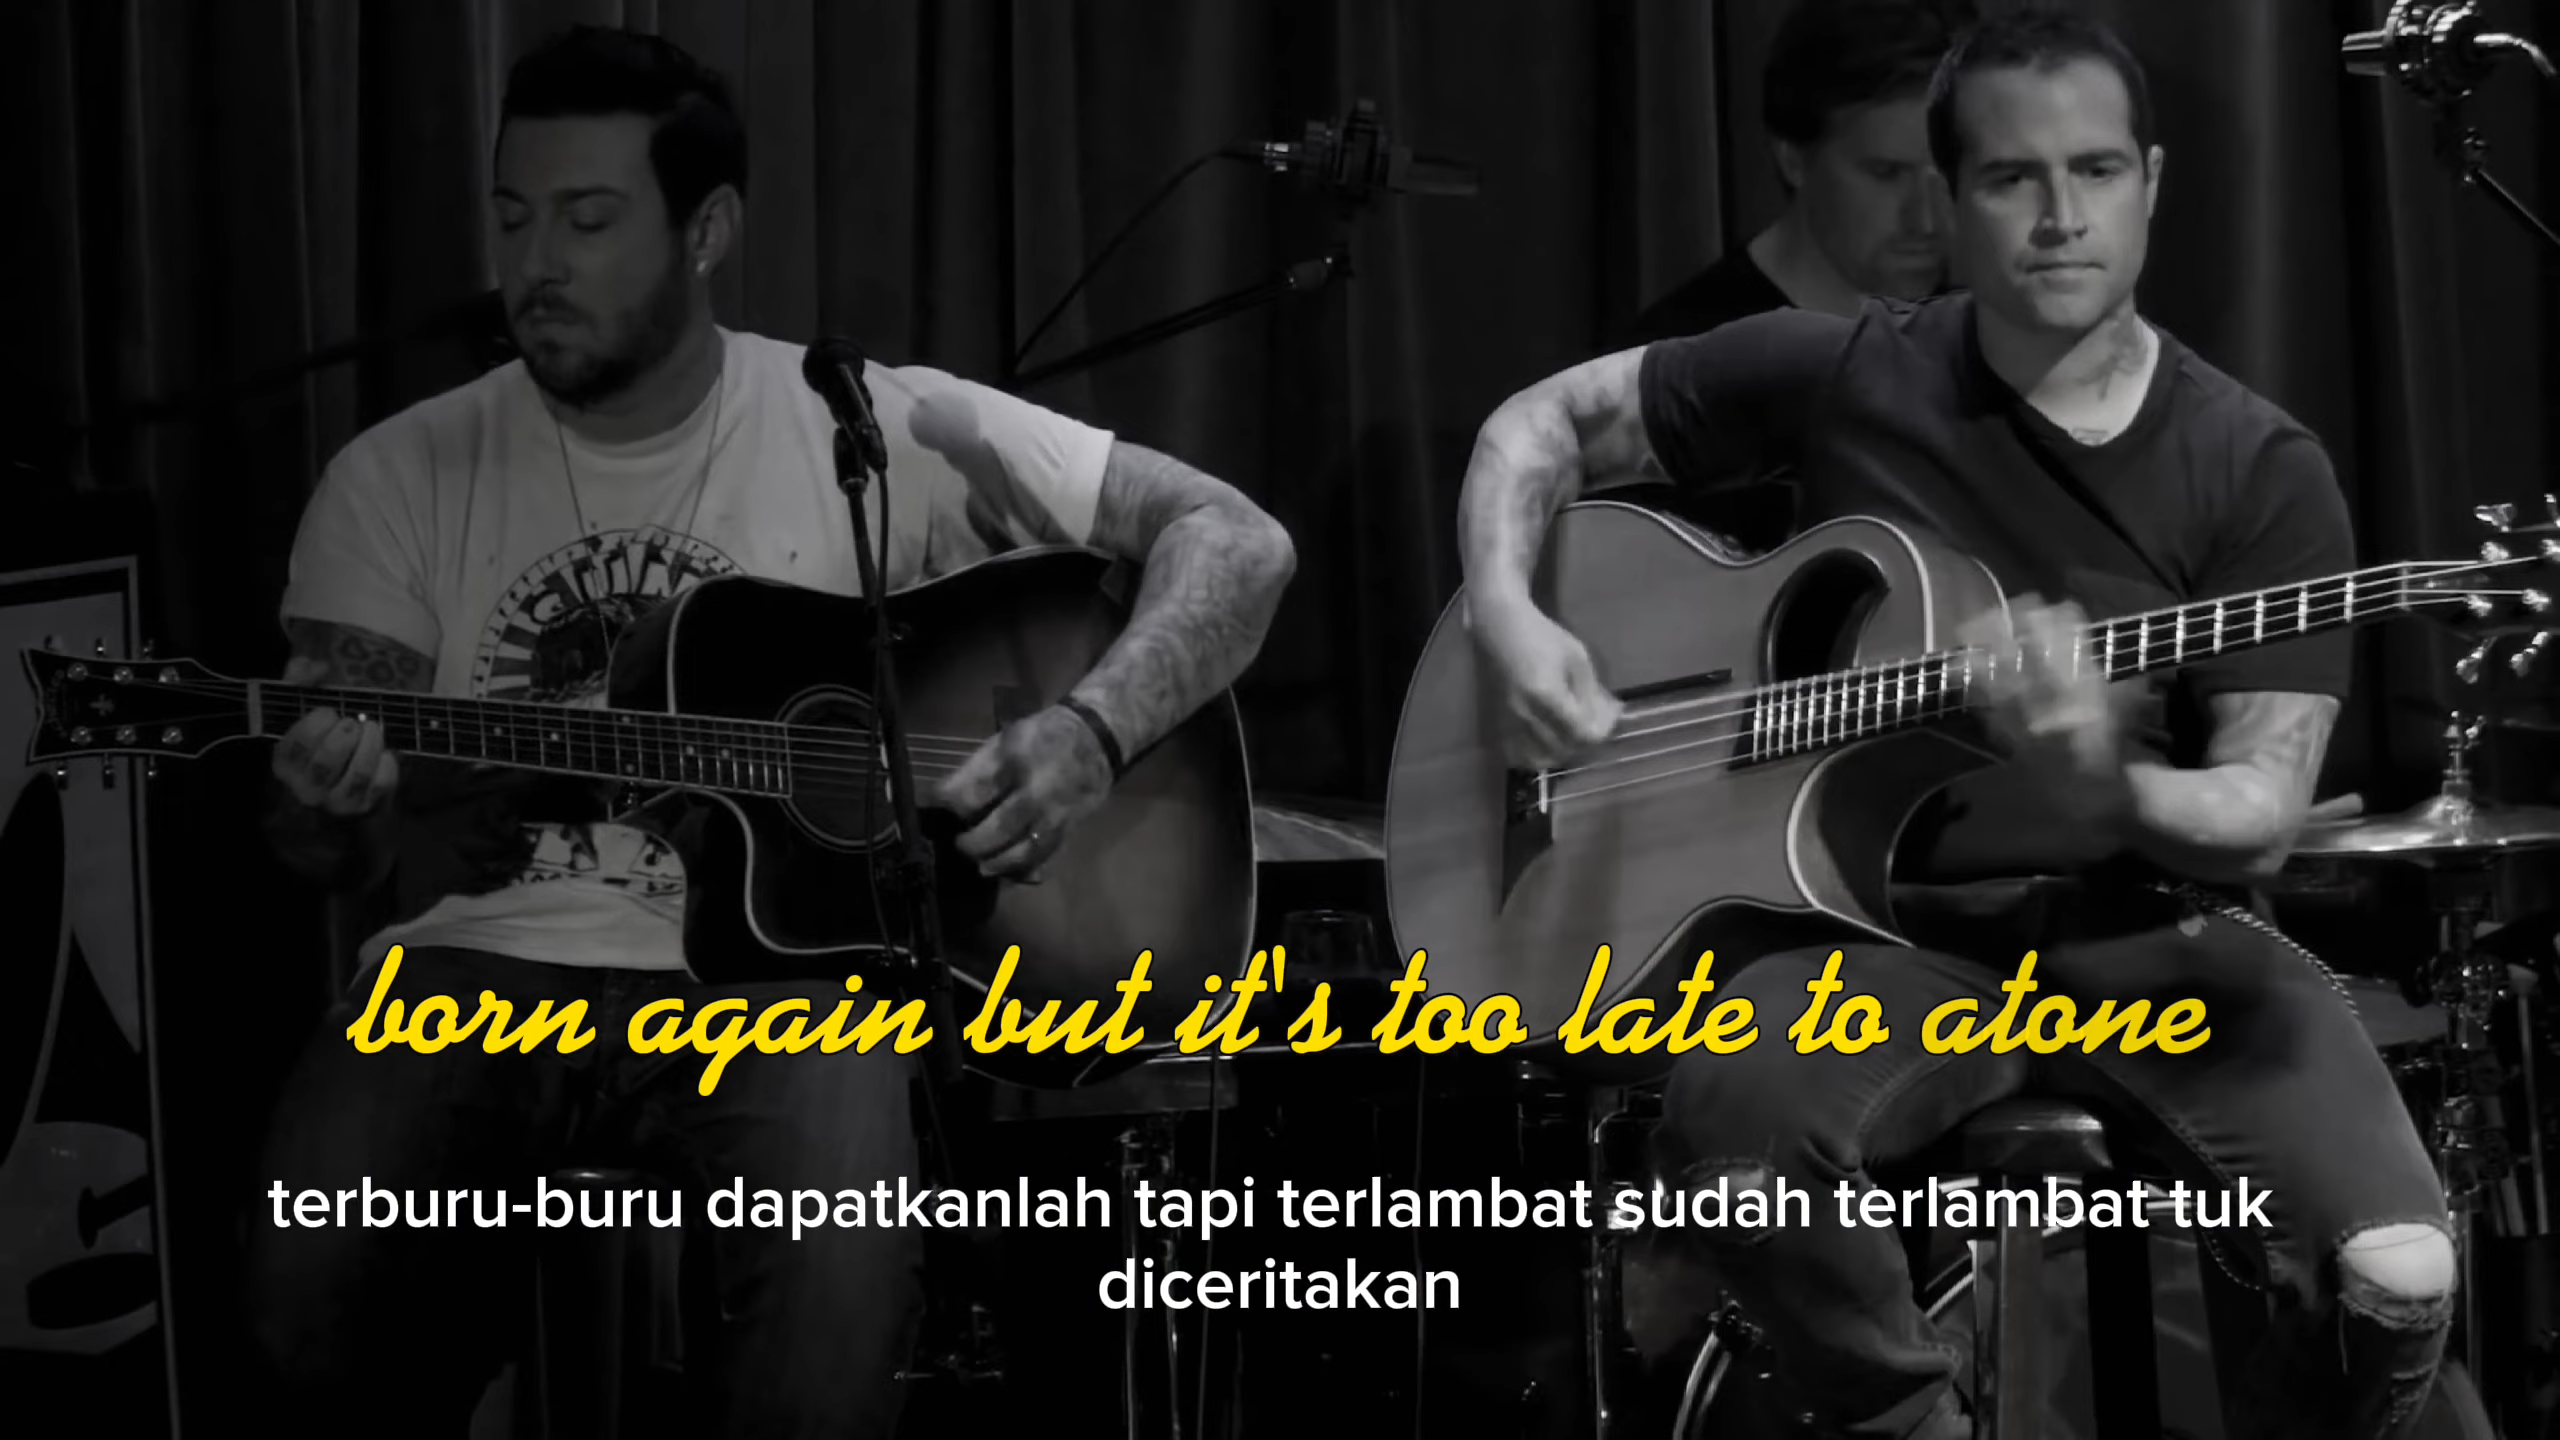 born again but it's too late to atone
terburu-buru dapatkanlah tapi terlambat sudah terlambat tuk
diceritakan